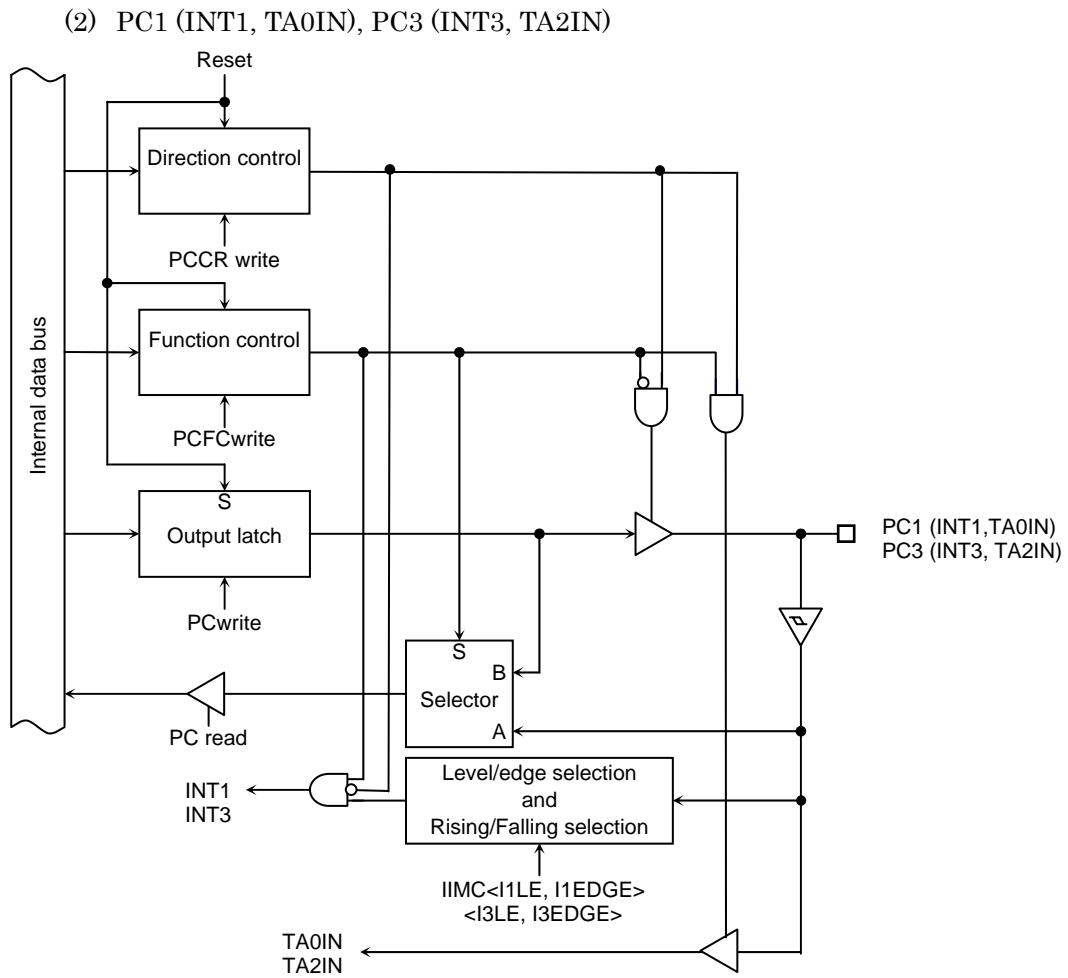 (2) PC1 (INT1, TA0IN), PC3 (INT3, TA2IN)
Reset
Direction control
PCCR write
Internal data bus
Function control
PCFCwrite
S
Output latch
PCwrite
PC1 (INT1,TA0IN)
PC3 (INT3, TA2IN)
S
B
Selector
A
PC read
INT1
INT3
Level/edge selection
and
Rising/Falling selection
IIMC<I1LE, I1EDGE>
<I3LE, I3EDGE>
TA0IN
TA2IN